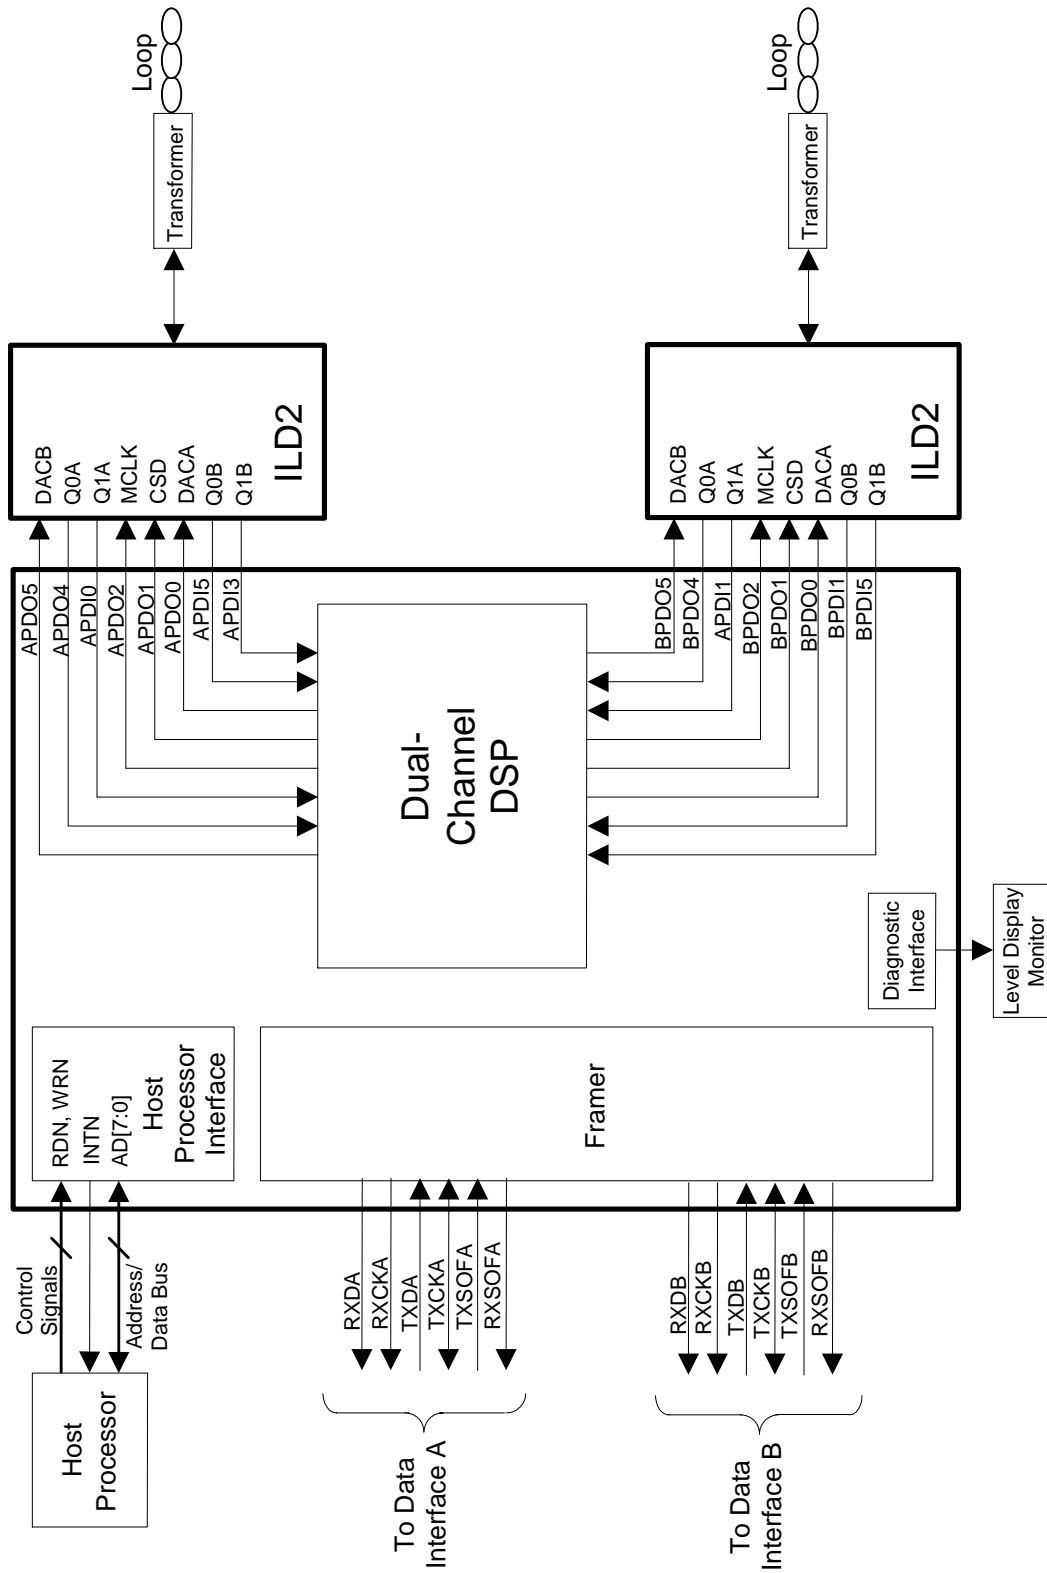 Host
Processor
Control
Signals
Address/
Data Bus
RDN, WRN
INTN
AD[7:0]
Host
Processor
Interface
APDO5
APDO4
APDI0
APDO2
APDO1
APDO0
APDI5
APDI3
DACB
Q0A
Q1A
MCLK
CSD
DACA
Q0B
Q1B
ILD2
Transformer
Loop
To Data
Interface A
RXDA
RXCKA
TXDA
TXCKA
TXSOFA
RXSOFA
Framer
Dual-
Channel
DSP
To Data
Interface B
RXDB
RXCKB
TXDB
TXCKB
TXSOFB
RXSOFB
BPDO5
BPDO4
APDI1
BPDO2
BPDO1
BPDO0
BPDI1
BPDI5
DACB
Q0A
Q1A
MCLK
CSD
DACA
Q0B
Q1B
ILD2
Transformer
Loop
Diagnostic
Interface
Level Display
Monitor